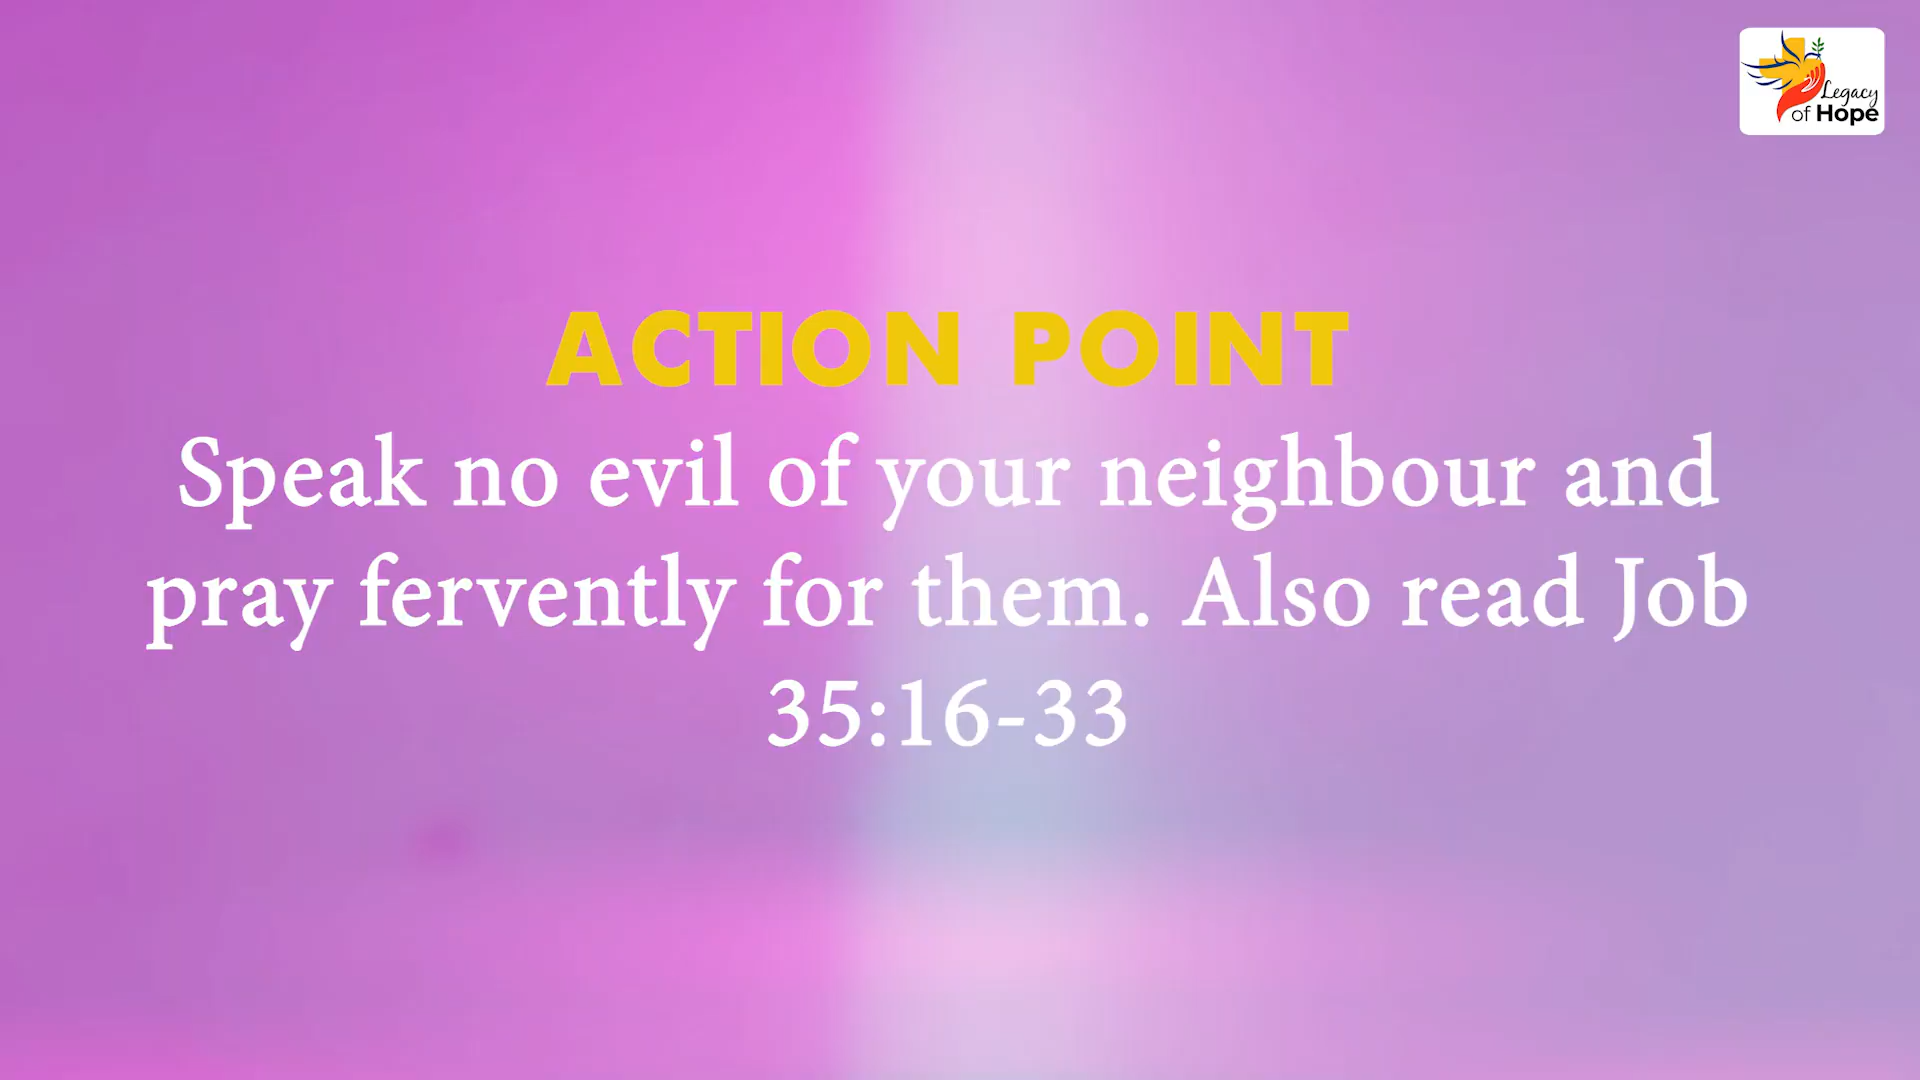 Legacy
of Hope
ACTION POINT
Speak no evil of your neighbour and
pray fervently for them. Also read Job
35:16-33